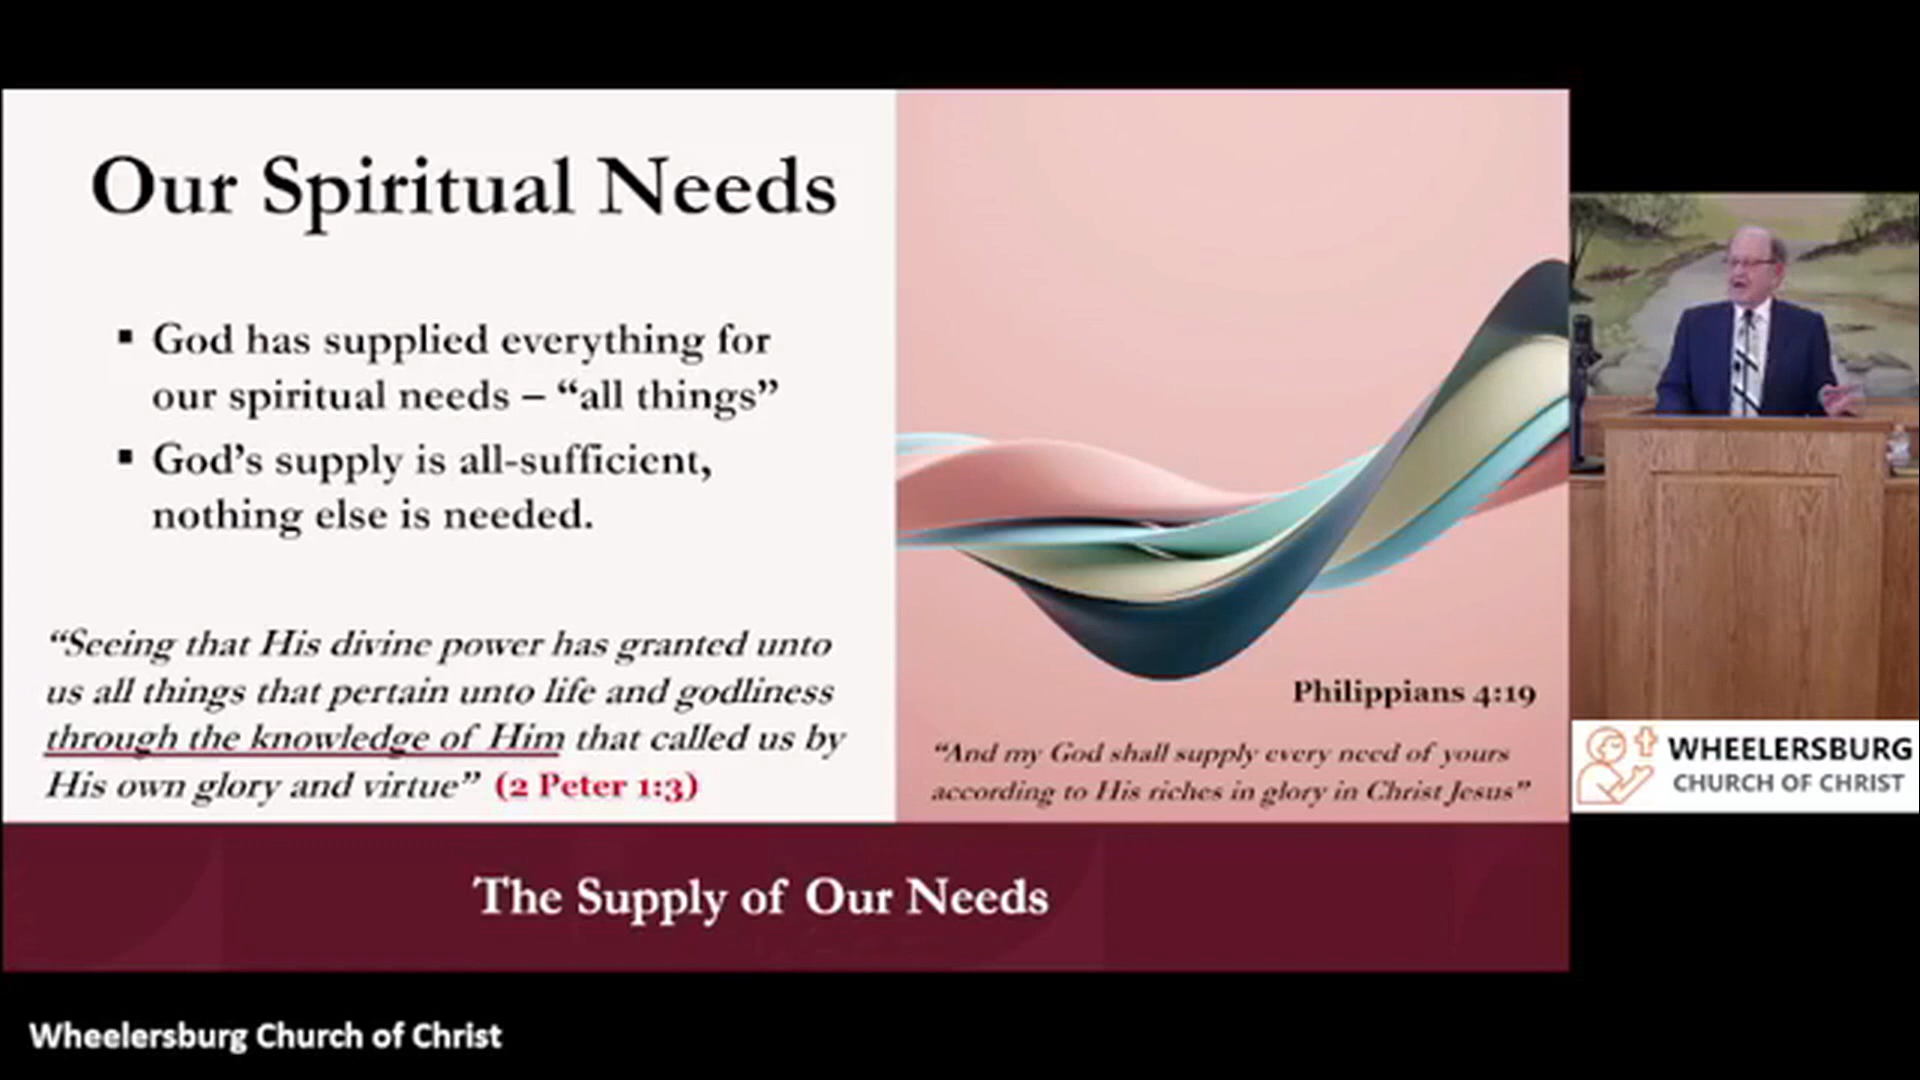 Our Spiritual Needs
▪ God has supplied everything for
our spiritual needs – “all things”
▪ God’s supply is all-sufficient,
nothing else is needed.
“Seeing that His divine power has granted unto
us all things that pertain unto life and godliness
through the knowledge of Him that called us by
His own glory and virtue” (2 Peter 1:3)
Philippians 4:19
“And my God shall supply every need of yours
according to His riches in glory in Christ Jesus”
The Supply of Our Needs
WHEELERSBURG
CHURCH OF CHRIST
Wheelersburg Church of Christ